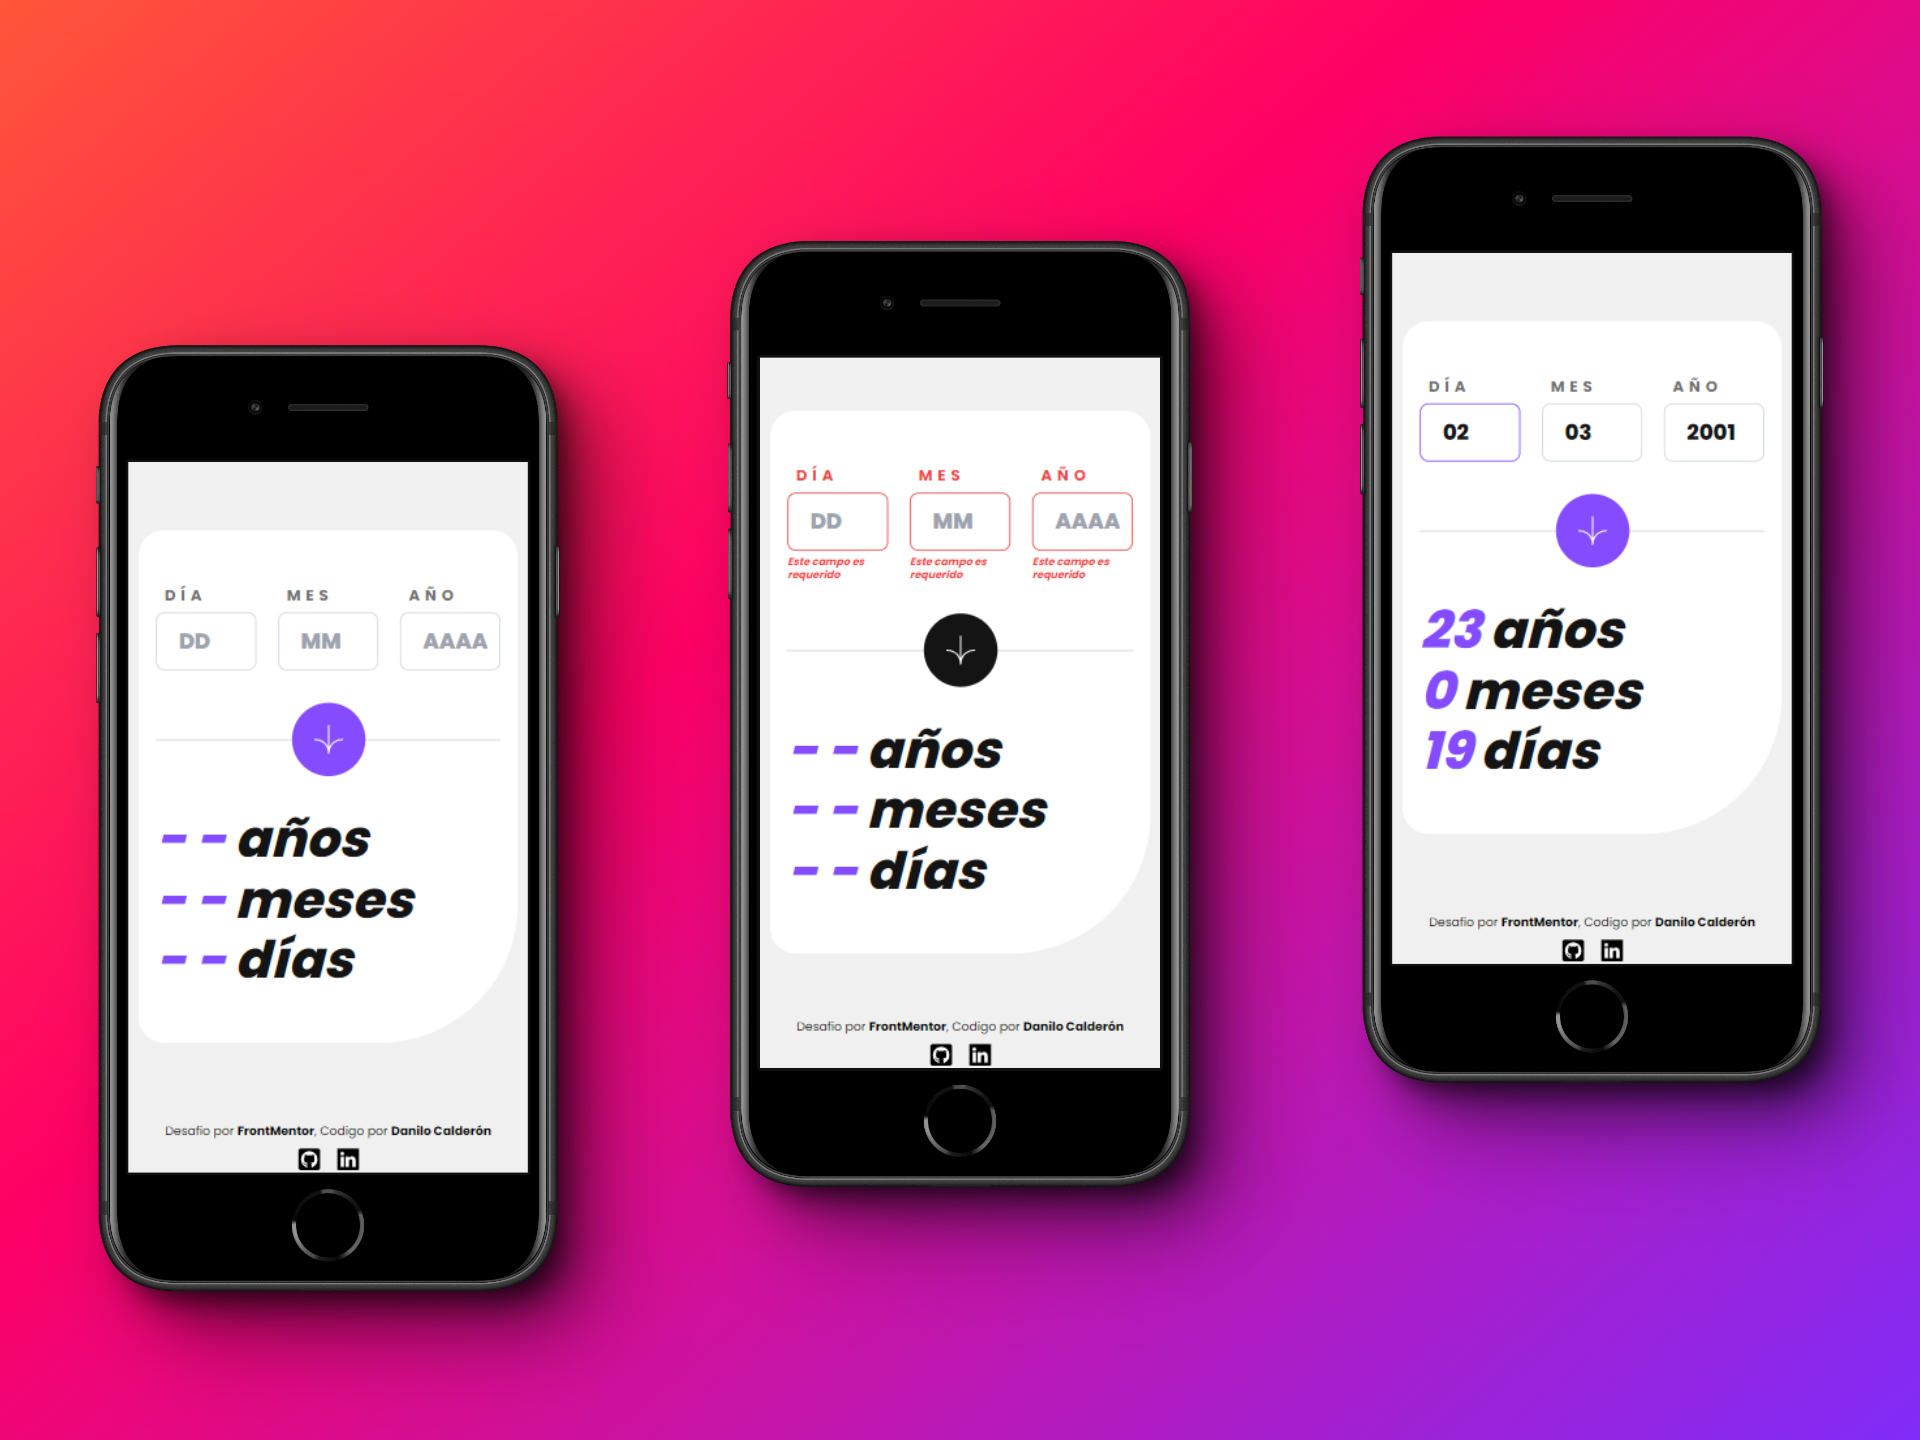 DÍA MES AÑO
DD MM AAAA
- - años
- - meses
- - días
Desafio por FrontMentor, Codigo por Danilo Calderón
in
DÍA MES AÑO
DD MM AAAA
Este campo es requerido Este campo es requerido Este campo es requerido
- - años
- - meses
- - días
Desafio por FrontMentor, Codigo por Danilo Calderón
in
DÍA MES AÑO
02 03 2001
23 años
0 meses
19 días
Desafio por FrontMentor, Codigo por Danilo Calderón
in